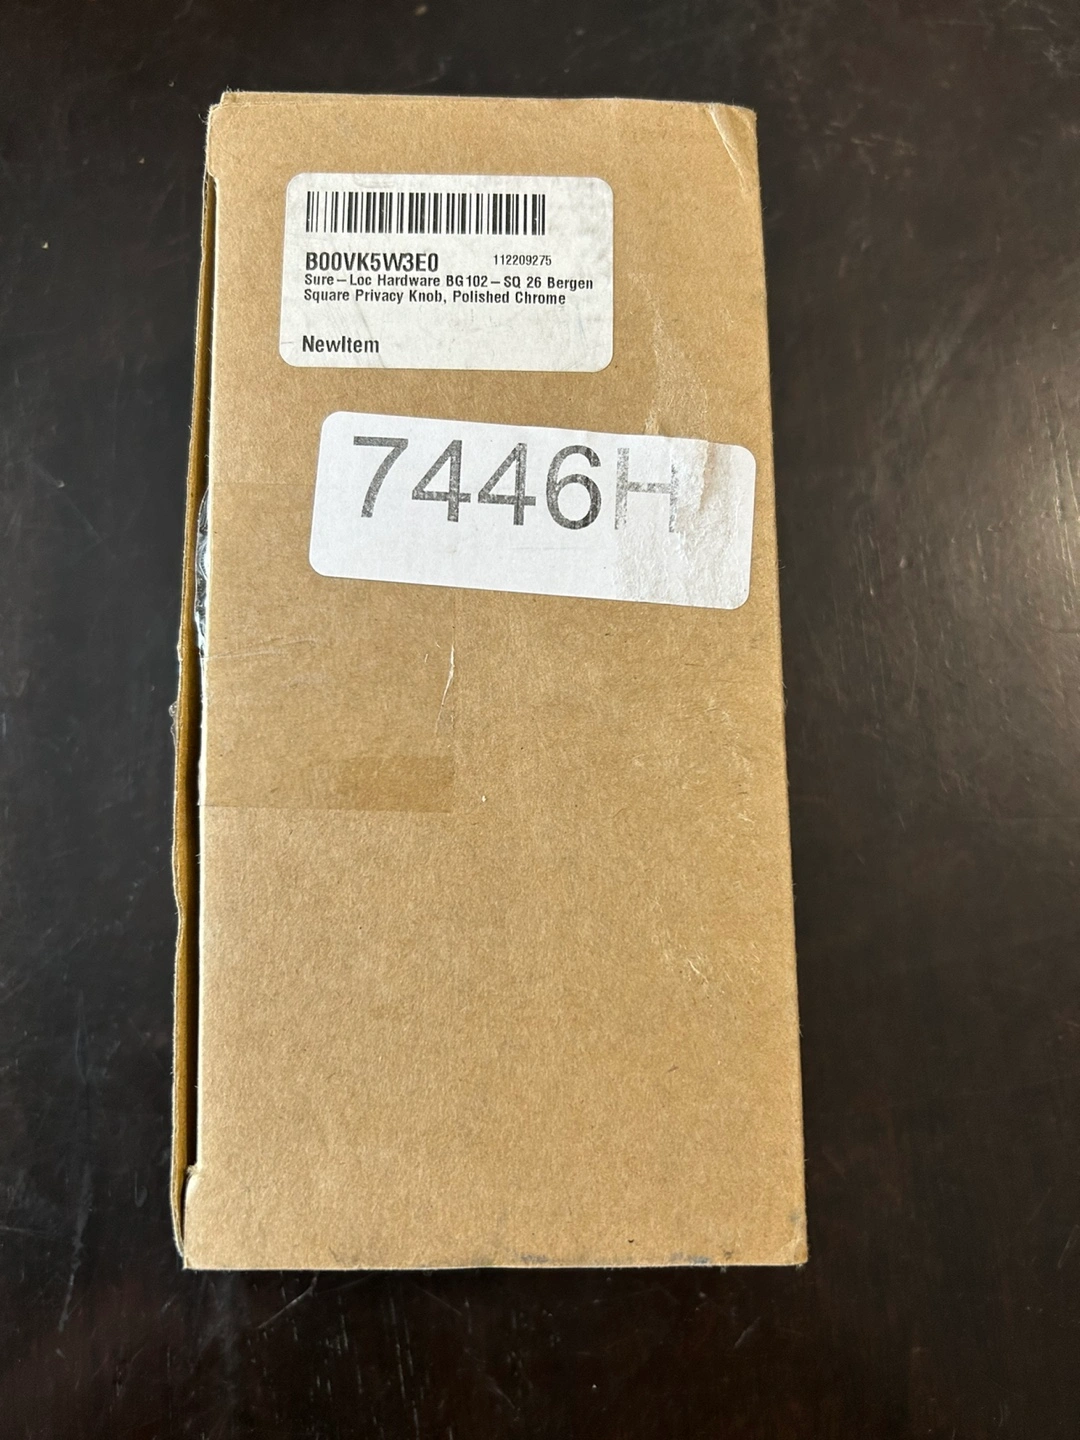 B00VK5W3E0 112209275
Sure-Loc Hardware BG102-SQ 26 Bergen
Square Privacy Knob, Polished Chrome
NewItem
7446H